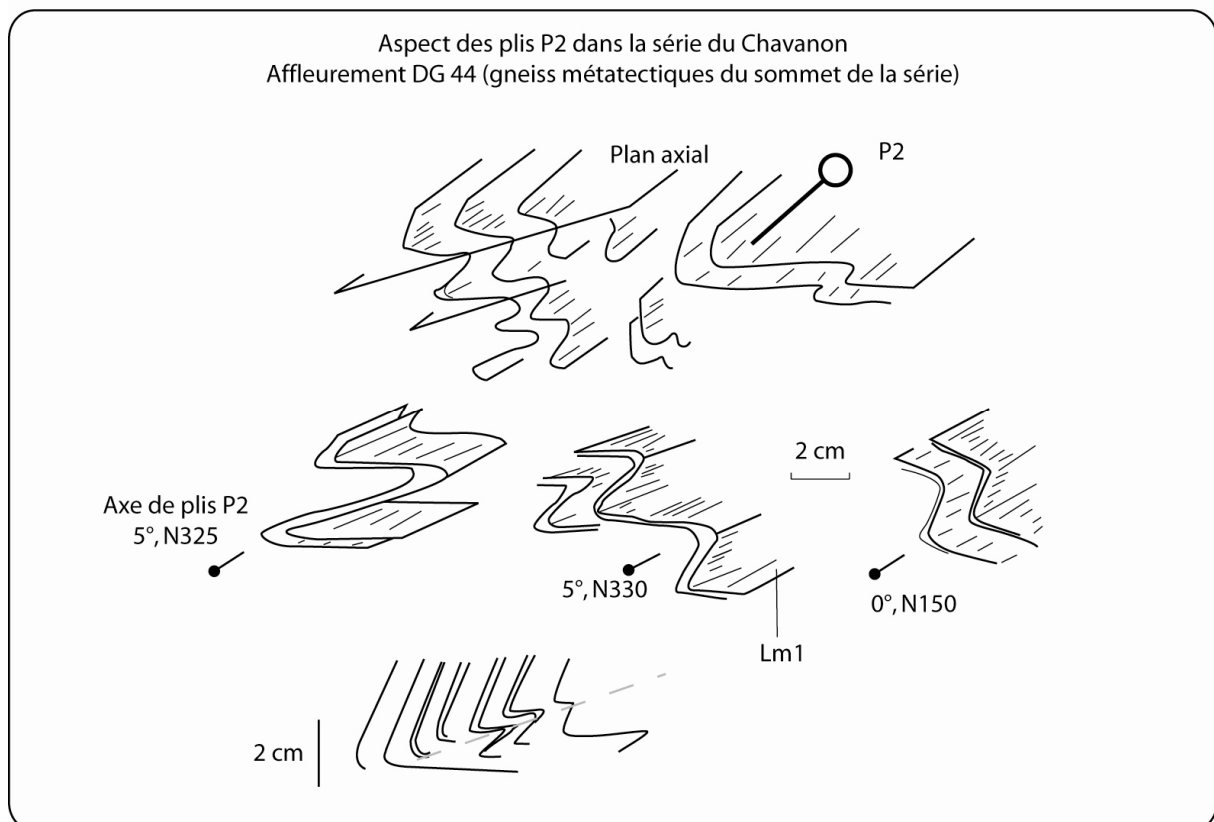 Aspect des plis P2 dans la série du Chavanon
Affleurement DG 44 (gneiss métatectiques du sommet de la série)
Plan axial
P2
2 cm
Axe de plis P2
5°, N325
5°, N330
0°, N150
Lm1
2 cm